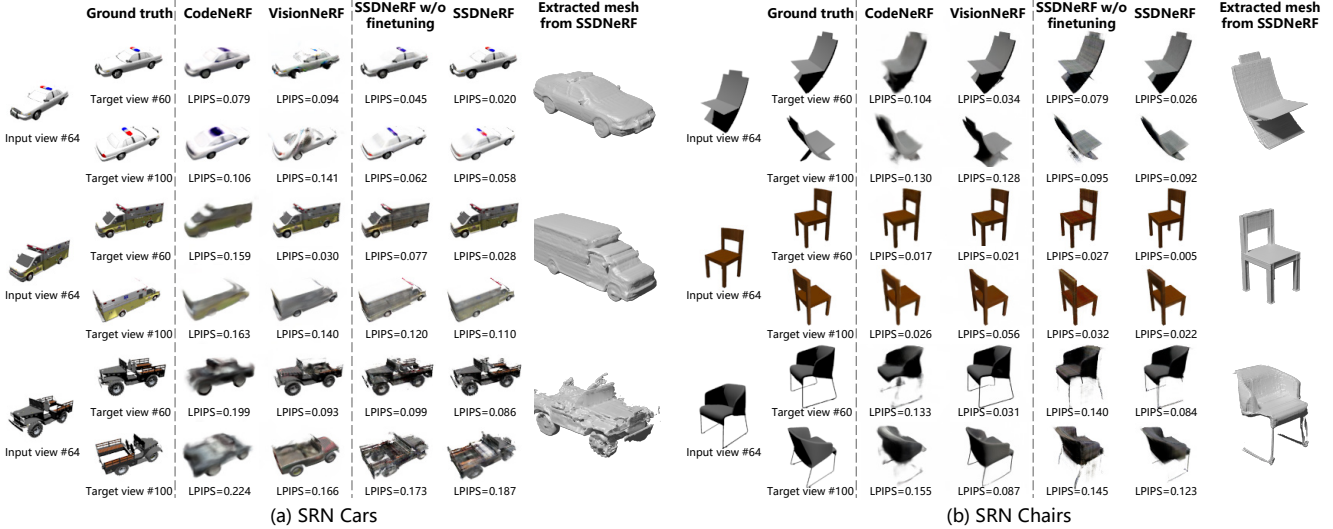 Ground truth CodeNeRF VisionNeRF SSDNeRF w/o finetuning SSDNeRF Extracted mesh from SSDNeRF
Target view #60 LPIPS=0.079 LPIPS=0.094 LPIPS=0.045 LPIPS=0.020
Input view #64
Target view #100 LPIPS=0.106 LPIPS=0.141 LPIPS=0.062 LPIPS=0.058
Target view #60 LPIPS=0.159 LPIPS=0.030 LPIPS=0.077 LPIPS=0.028
Input view #64
Target view #100 LPIPS=0.163 LPIPS=0.140 LPIPS=0.120 LPIPS=0.110
Target view #60 LPIPS=0.199 LPIPS=0.093 LPIPS=0.099 LPIPS=0.086
Input view #64
Target view #100 LPIPS=0.224 LPIPS=0.166 LPIPS=0.173 LPIPS=0.187
(a) SRN Cars
Ground truth CodeNeRF VisionNeRF SSDNeRF w/o finetuning SSDNeRF Extracted mesh from SSDNeRF
Target view #60 LPIPS=0.104 LPIPS=0.034 LPIPS=0.079 LPIPS=0.026
Input view #64
Target view #100 LPIPS=0.130 LPIPS=0.128 LPIPS=0.095 LPIPS=0.092
Target view #60 LPIPS=0.017 LPIPS=0.021 LPIPS=0.027 LPIPS=0.005
Input view #64
Target view #100 LPIPS=0.026 LPIPS=0.056 LPIPS=0.032 LPIPS=0.022
Target view #60 LPIPS=0.133 LPIPS=0.031 LPIPS=0.140 LPIPS=0.084
Input view #64
Target view #100 LPIPS=0.155 LPIPS=0.087 LPIPS=0.145 LPIPS=0.123
(b) SRN Chairs